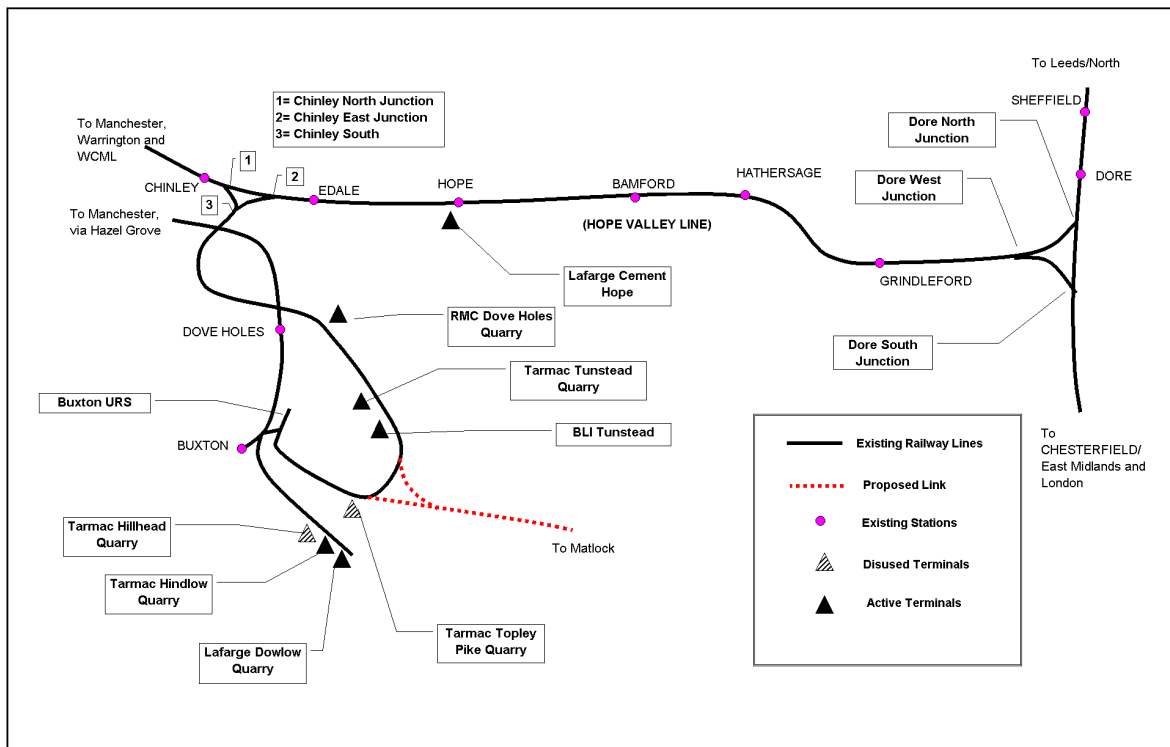 To Leeds/North
SHEFFIELD
Dore North
Junction
1= Chinley North Junction
2= Chinley East Junction
3= Chinley South
To Manchester,
Warrington and
WCML
1
2
CHINLEY
3
EDALE
HOPE
BAMFORD
HATHERSAGE
Dore West
Junction
DORE
To Manchester,
via Hazel Grove
(HOPE VALLEY LINE)
Lafarge Cement
Hope
GRINDLEFORD
RMC Dove Holes
Quarry
DOVE HOLES
Dore South
Junction
Tarmac Tunstead
Quarry
Buxton URS
BLI Tunstead
BUXTON
To
CHESTERFIELD/
East Midlands and
London
Existing Railway Lines
Proposed Link
Existing Stations
Disused Terminals
Active Terminals
To Matlock
Tarmac Hillhead
Quarry
Tarmac Hindlow
Quarry
Lafarge Dowlow
Quarry
Tarmac Topley
Pike Quarry